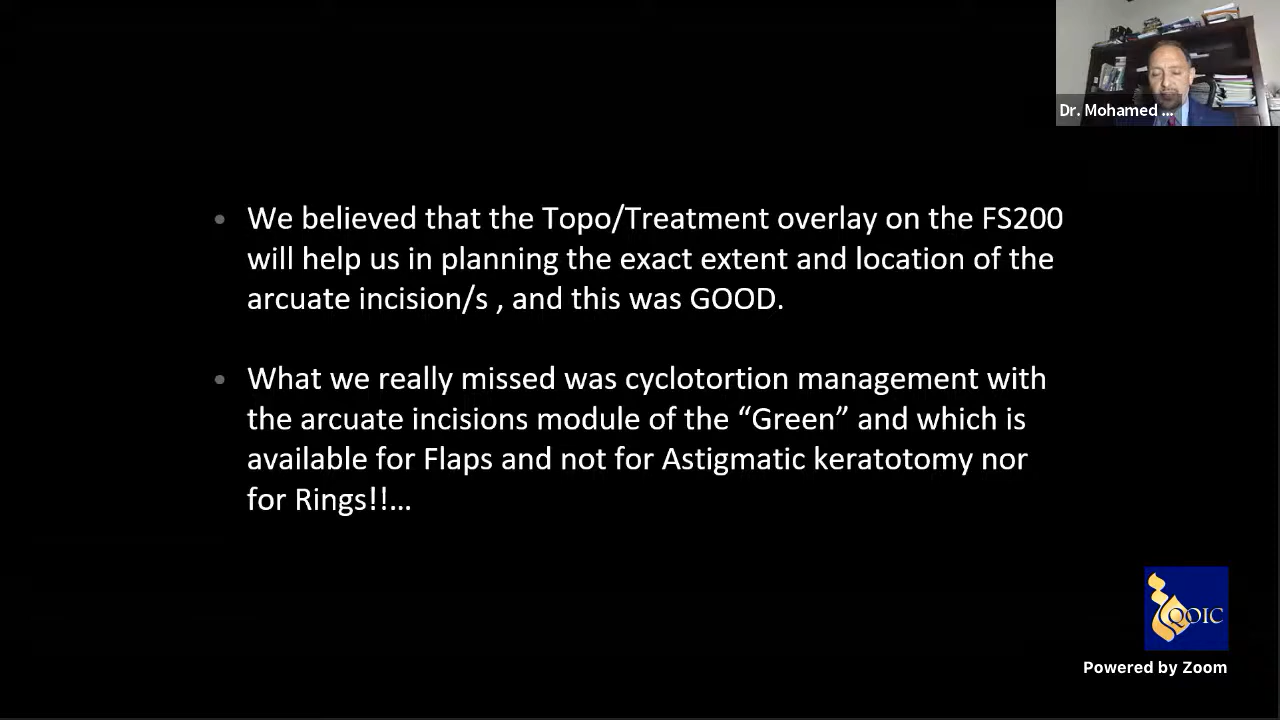 Dr. Mohamed ...
• We believed that the Topo/Treatment overlay on the FS200
will help us in planning the exact extent and location of the
arcuate incision/s , and this was GOOD.
• What we really missed was cyclotortion management with
the arcuate incisions module of the “Green” and which is
available for Flaps and not for Astigmatic keratotomy nor
for Rings!!...
QOIC
Powered by Zoom